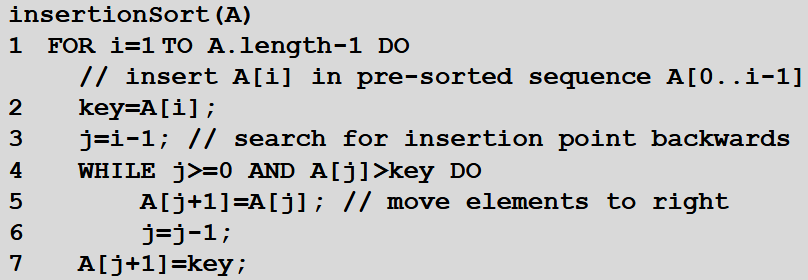 insertionSort(A)
1 FOR i=1 TO A.length-1 DO
// insert A[i] in pre-sorted sequence A[0..i-1]
2 key=A[i];
3 j=i-1; // search for insertion point backwards
4 WHILE j>=0 AND A[j]>key DO
5 A[j+1]=A[j]; // move elements to right
6 j=j-1;
7 A[j+1]=key;